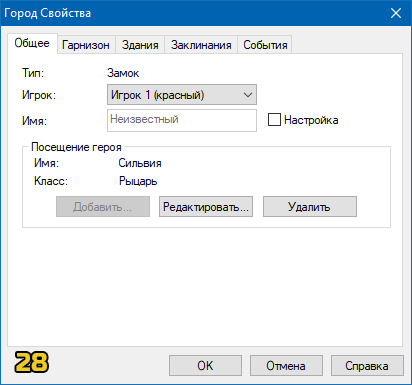 Город Свойства
Общее Гарнизон Здания Заклинания События
Тип: Замок
Игрок: Игрок 1 (красный)
Имя: Неизвестный Настройка
Посещение героя
Имя: Сильвия
Класс: Рыцарь
Добавить... Редактировать... Удалить
28 OK Отмена Справка